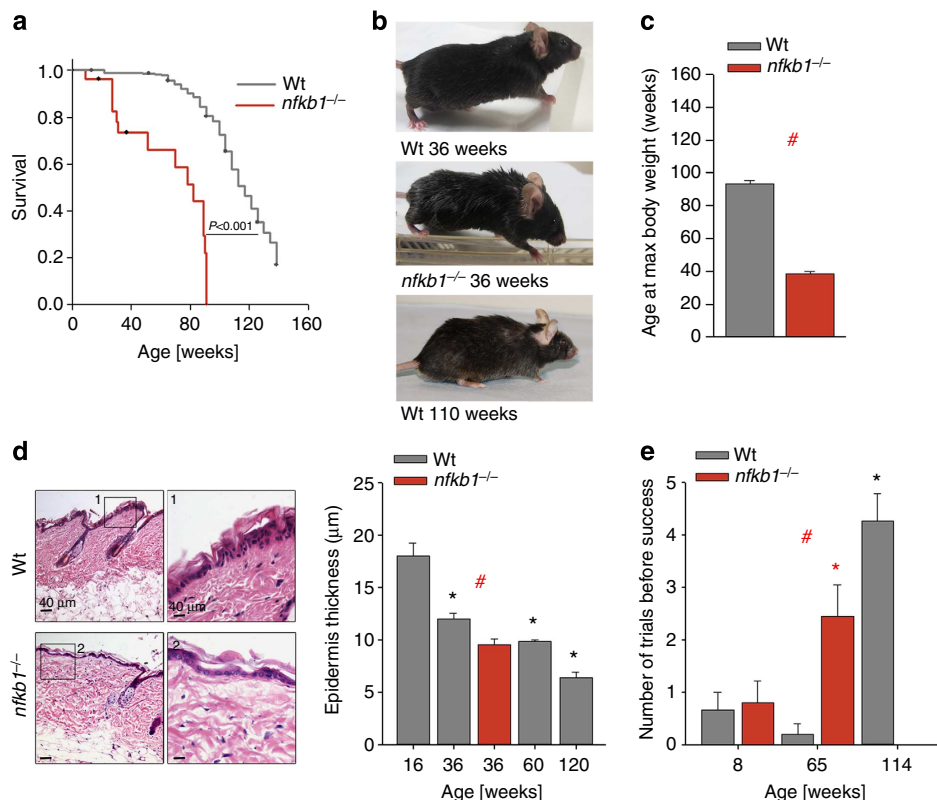 a
Wt
nfkb1–/–
1.0
0.8
0.6
0.4
0.2
0.0
Survival
P<0.001
0 40 80 120 160
Age [weeks]
b
Wt 36 weeks
nfkb1–/– 36 weeks
Wt 110 weeks
c
Wt
nfkb1–/–
Age at max body weight (weeks)
160
140
120
100
80
60
40
20
0
#
d
Wt
1
40 μm
1
40 μm
nfkb1–/–
2
2
Wt
nfkb1–/–
Epidermis thickness (μm)
25
20
15
10
5
0
* # * *
16 36 36 60 120
Age [weeks]
e
Wt
nfkb1–/–
Number of trials before success
5
4
3
2
1
0
# * *
8 65 114
Age [weeks]